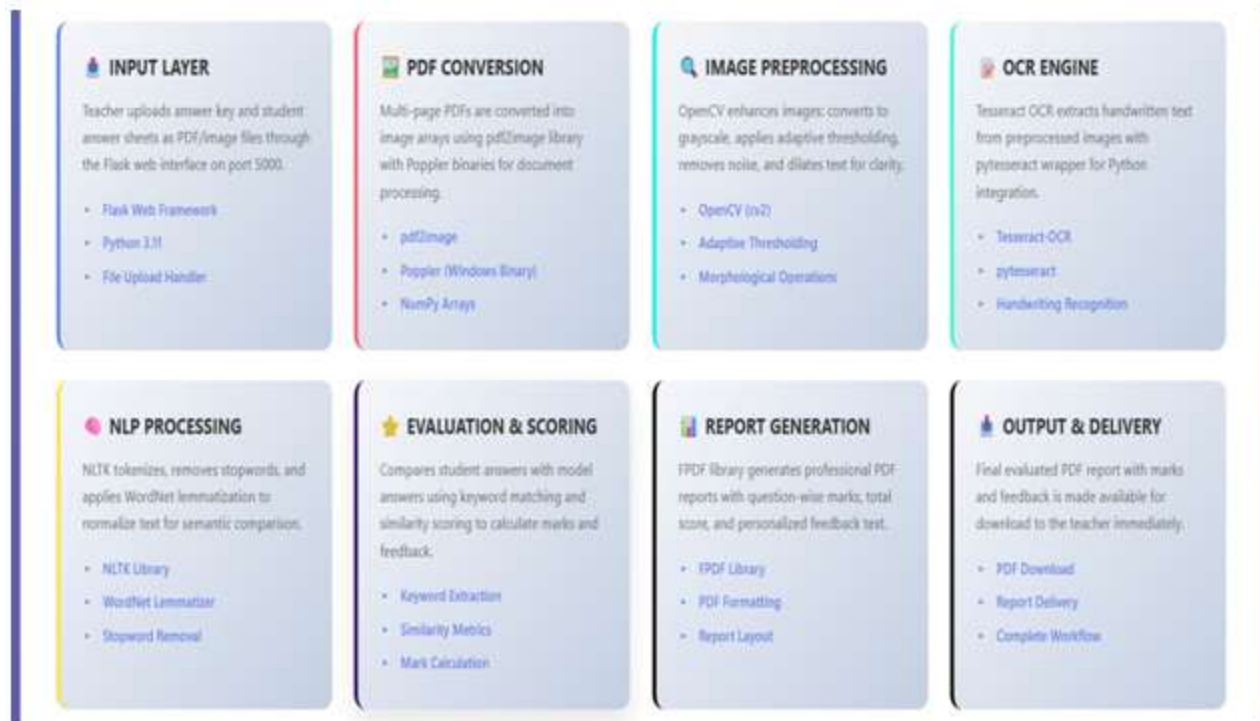 INPUT LAYER
Teacher uploads answer key and student
answer sheets as PDF/image files through
the Flask web interface on port 5000.
• Flask Web Framework
• Python 3.11
• File Upload Handler
PDF CONVERSION
Multi-page PDFs are converted into
image arrays using pdf2image library
with Poppler binaries for document
processing.
• pdf2image
• Poppler (Windows Binary)
• NumPy Arrays
IMAGE PREPROCESSING
OpenCV enhances images: converts to
grayscale, applies adaptive thresholding,
removes noise, and dilates text for clarity.
• OpenCV (cv2)
• Adaptive Thresholding
• Morphological Operations
OCR ENGINE
Tesseract OCR extracts handwritten text
from preprocessed images with
pytesseract wrapper for Python
integration.
• Tesseract-OCR
• pytesseract
• Handwriting Recognition
NLP PROCESSING
NLTK tokenizes, removes stopwords, and
applies WordNet lemmatization to
normalize text for semantic comparison.
• NLTK Library
• WordNet Lemmatizer
• Stopword Removal
EVALUATION & SCORING
Compares student answers with model
answers using keyword matching and
similarity scoring to calculate marks and
feedback.
• Keyword Extraction
• Similarity Metrics
• Mark Calculation
REPORT GENERATION
FPDF library generates professional PDF
reports with question-wise marks, total
score, and personalized feedback text.
• FPDF Library
• PDF Formatting
• Report Layout
OUTPUT & DELIVERY
Final evaluated PDF report with marks
and feedback is made available for
download to the teacher immediately.
• PDF Download
• Report Delivery
• Complete Workflow